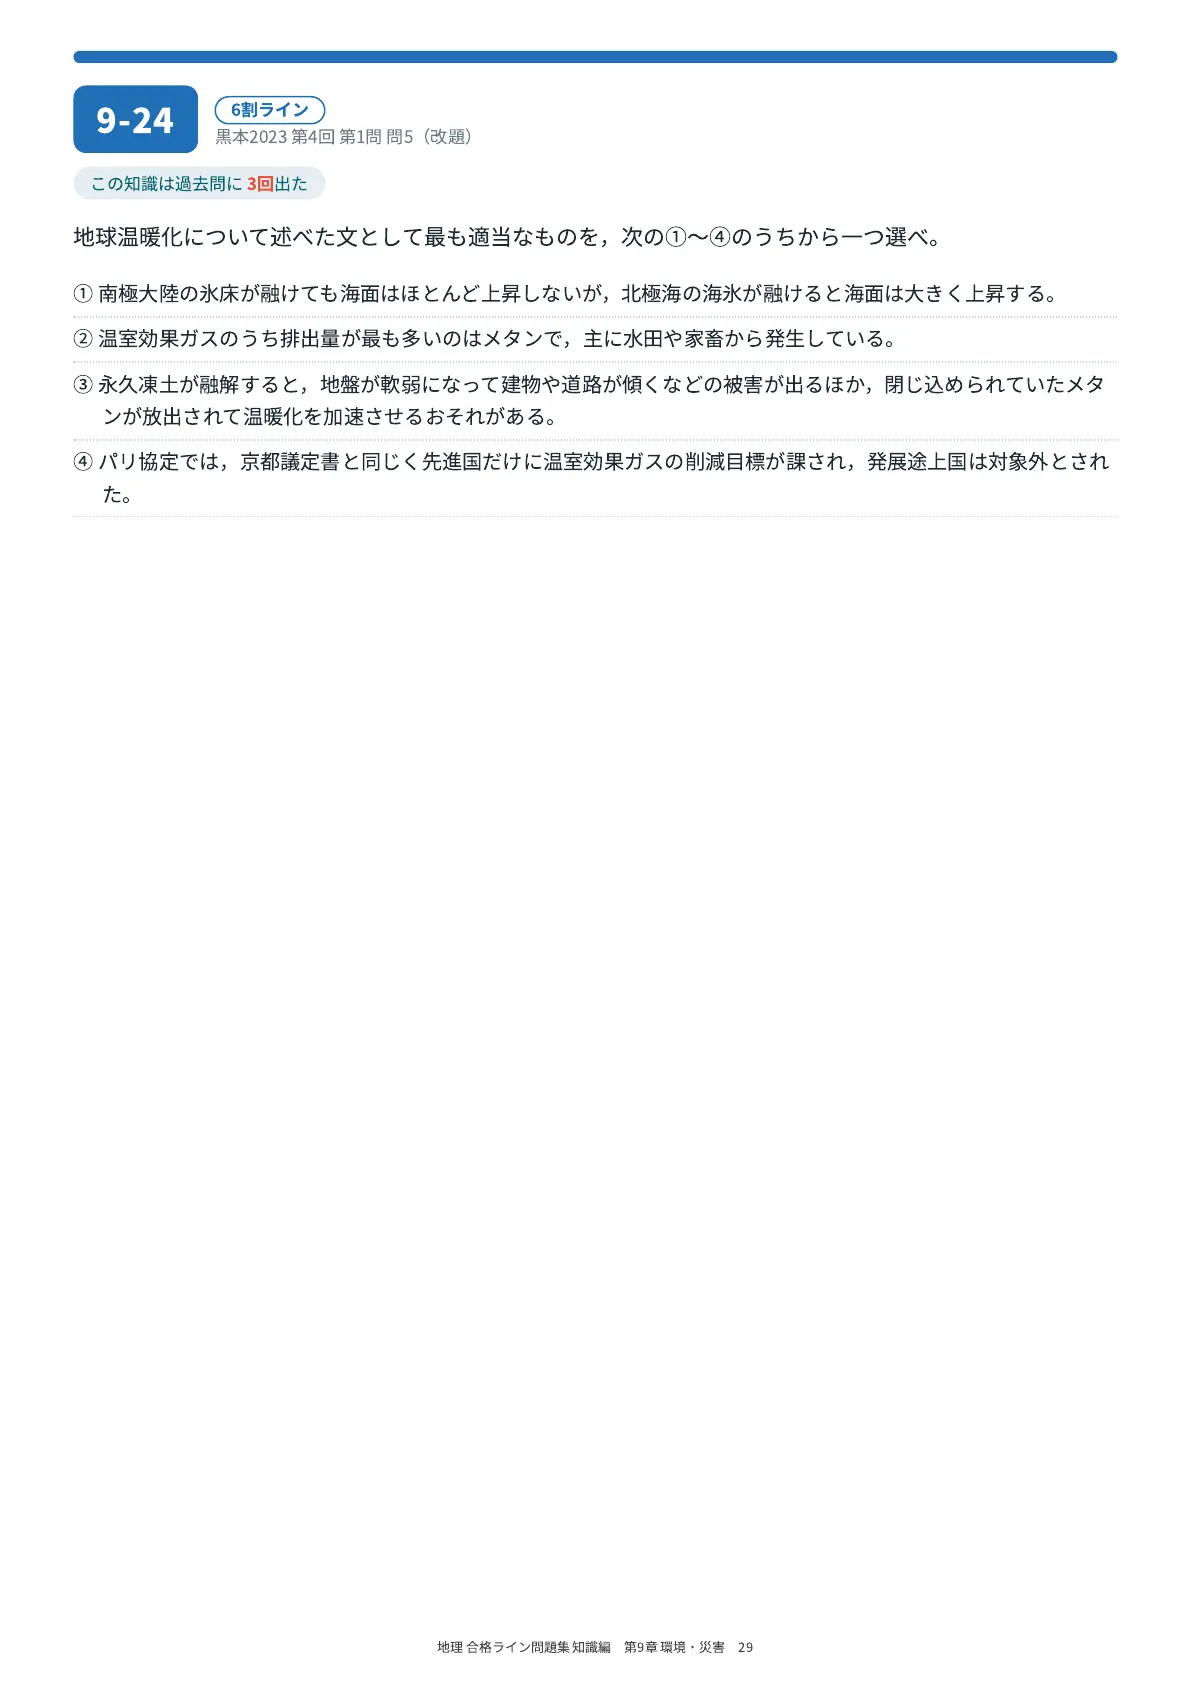 9-24
6割ライン
黒本2023 第4回 第1問 問5（改題）
この知識は過去問に 3回出た
地球温暖化について述べた文として最も適当なものを，次の①〜④のうちから一つ選べ。
① 南極大陸の氷床が融けても海面はほとんど上昇しないが，北極海の海氷が融けると海面は大きく上昇する。
② 温室効果ガスのうち排出量が最も多いのはメタンで，主に水田や家畜から発生している。
③ 永久凍土が融解すると，地盤が軟弱になって建物や道路が傾くなどの被害が出るほか，閉じ込められていたメタ
ンが放出されて温暖化を加速させるおそれがある。
④ パリ協定では，京都議定書と同じく先進国だけに温室効果ガスの削減目標が課され，発展途上国は対象外とされ
た。
地理 合格ライン問題集 知識編　第9章 環境・災害　29